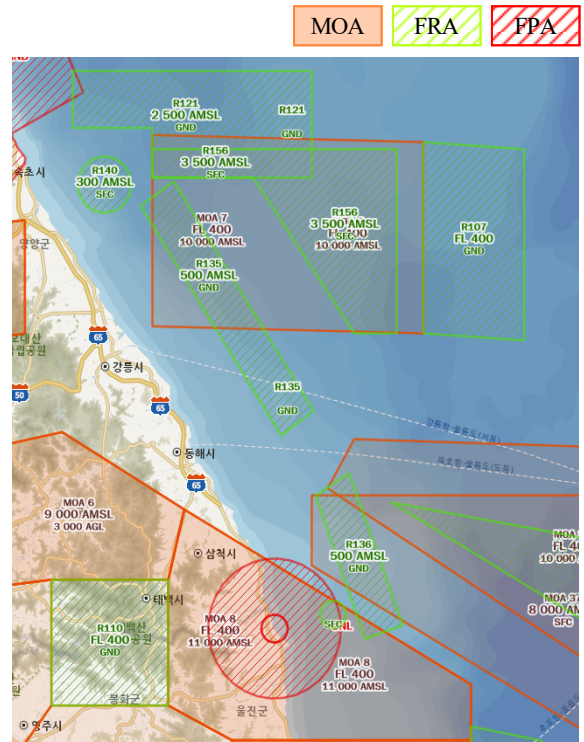 MOA
FRA
FPA
R121
2 500 AMSL
GND
R121
GND
R156
3 500 AMSL
SFC
R140
300 AMSL
SFC
속초시
양양군
MOA 7
FL 400
10 000 AMSL
R156
3 500 AMSL
SFC
10 000 AMSL
R107
FL 400
GND
R135
500 AMSL
GND
65
강릉시
50
65
R135
GND
동해시
65
MOA 6
9 000 AMSL
3 000 AGL
삼척시
R136
500 AMSL
GND
태백시
R110
FL 400
GND
공원
MOA 8
FL 400
11 000 AMSL
SFC
MOA 8
FL 400
11 000 AMSL
MOA 37
8 000 AM
SFC
봉화군
울진군
영주시